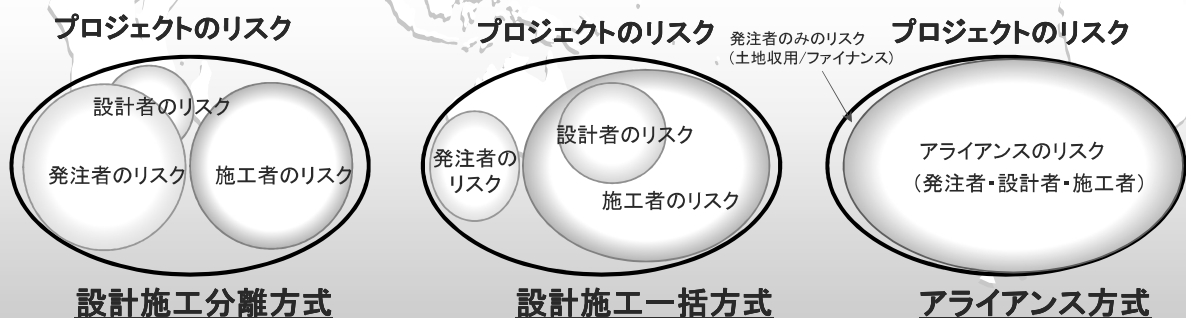 プロジェクトのリスク
設計者のリスク
発注者のリスク
施工者のリスク
設計施工分離方式
プロジェクトのリスク
設計者のリスク
発注者の
リスク
施工者のリスク
設計施工一括方式
発注者のみのリスク
(土地収用/ファイナンス)
プロジェクトのリスク
アライアンスのリスク
(発注者・設計者・施工者)
アライアンス方式